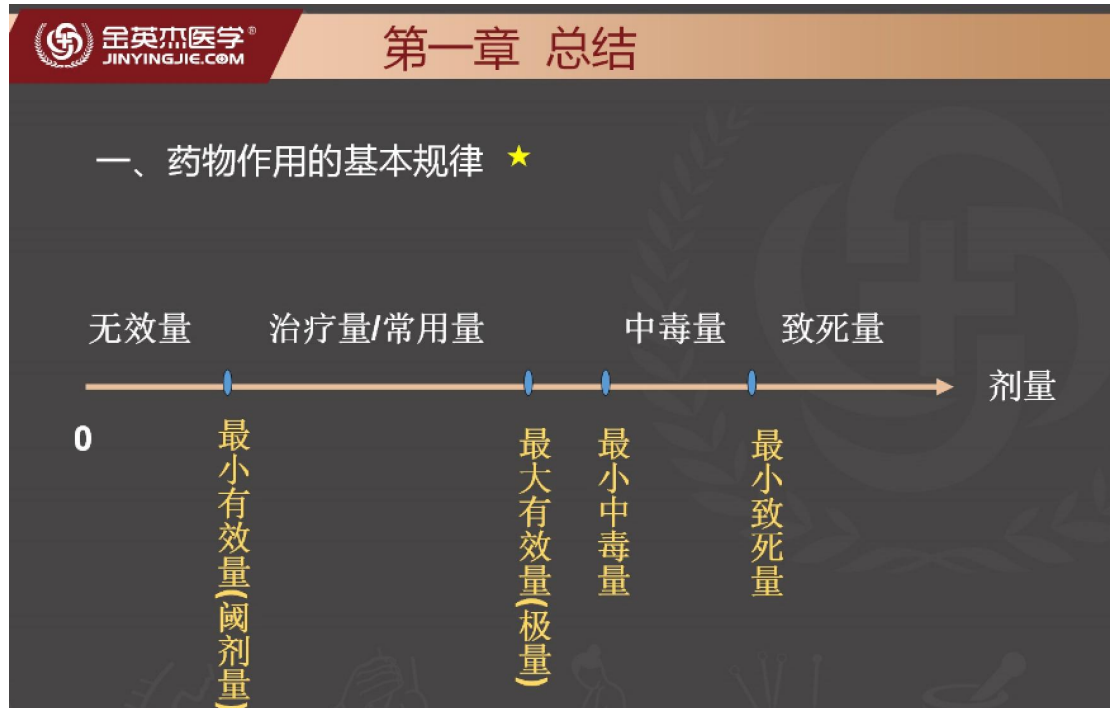 金英杰医学®
JINYINGJIE.COM
第一章 总结
一、药物作用的基本规律 ★
无效量 治疗量/常用量 中毒量 致死量
剂量
0
最小有效量(阈剂量)
最大有效量(极量)
最小中毒量
最小致死量